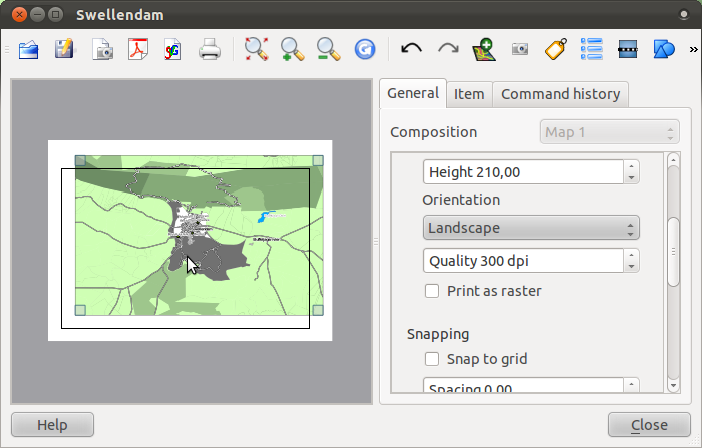 Swellendam
General Item Command history
Composition Map 1
Height 210,00
Orientation
Landscape
Quality 300 dpi
Print as raster
Snapping
Snap to grid
Spacing 0,00
Help Close